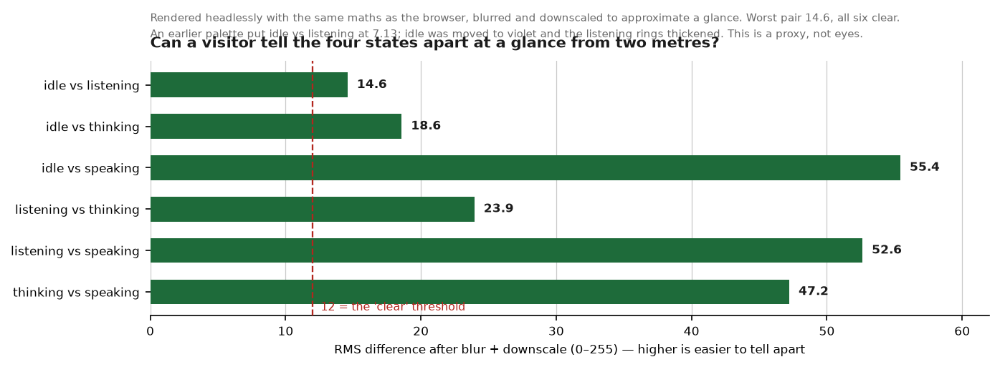 Rendered headlessly with the same maths as the browser, blurred and downscaled to approximate a glance. Worst pair 14.6, all six clear.
An earlier palette put idle vs listening at 7.13; idle was moved to violet and the listening rings thickened. This is a proxy, not eyes.
Can a visitor tell the four states apart at a glance from two metres?
idle vs listening 14.6
idle vs thinking 18.6
idle vs speaking 55.4
listening vs thinking 23.9
listening vs speaking 52.6
thinking vs speaking 47.2
12 = the 'clear' threshold
0 10 20 30 40 50 60
RMS difference after blur + downscale (0–255) — higher is easier to tell apart